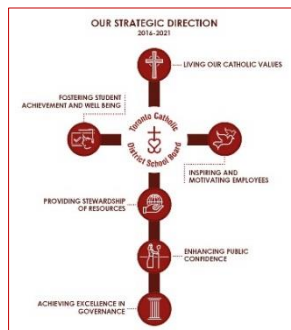 OUR STRATEGIC DIRECTION
2016-2021
LIVING OUR CATHOLIC VALUES
FOSTERING STUDENT
ACHIEVEMENT AND WELL BEING
Toronto Catholic
District School Board
INSPIRING AND
MOTIVATING EMPLOYEES
PROVIDING STEWARDSHIP
OF RESOURCES
ENHANCING PUBLIC
CONFIDENCE
ACHIEVING EXCELLENCE IN
GOVERNANCE